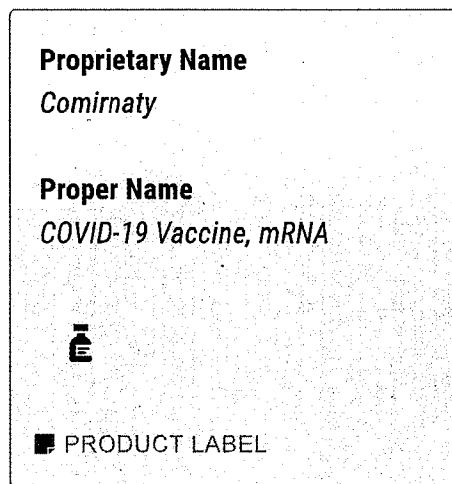 Proprietary Name
Comirnaty
Proper Name
COVID-19 Vaccine, mRNA
PRODUCT LABEL